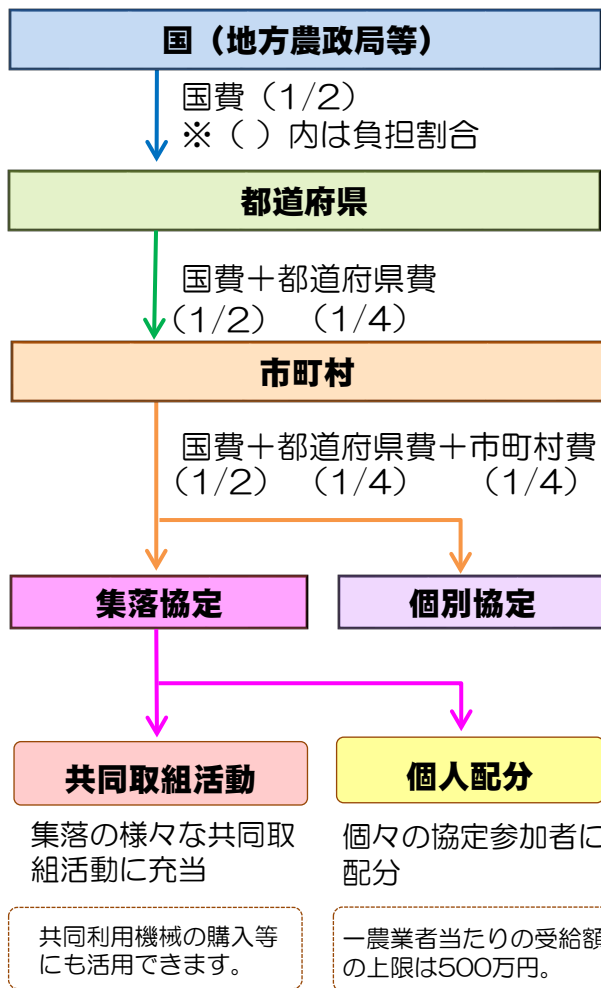 国（地方農政局等）
国費（1/2）
※（ ）内は負担割合
都道府県
国費＋都道府県費
（1/2）　（1/4）
市町村
国費＋都道府県費＋市町村費
（1/2）　（1/4）　　（1/4）
集落協定
個別協定
共同取組活動
集落の様々な共同取
組活動に充当
共同利用機械の購入等
にも活用できます。
個人配分
個々の協定参加者に
配分
一農業者当たりの受給額
の上限は500万円。